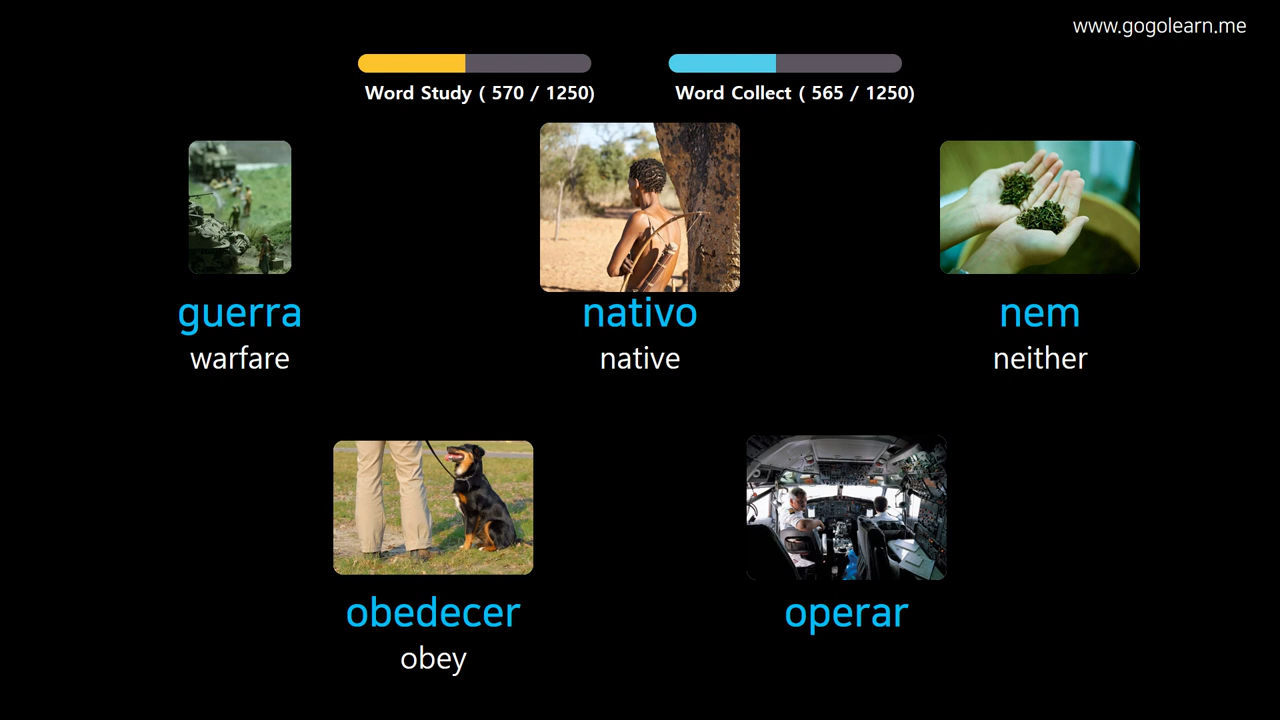 www.gogolearn.me
Word Study ( 570 / 1250)
Word Collect ( 565 / 1250)
guerra
warfare
nativo
native
nem
neither
obedecer
obey
operar